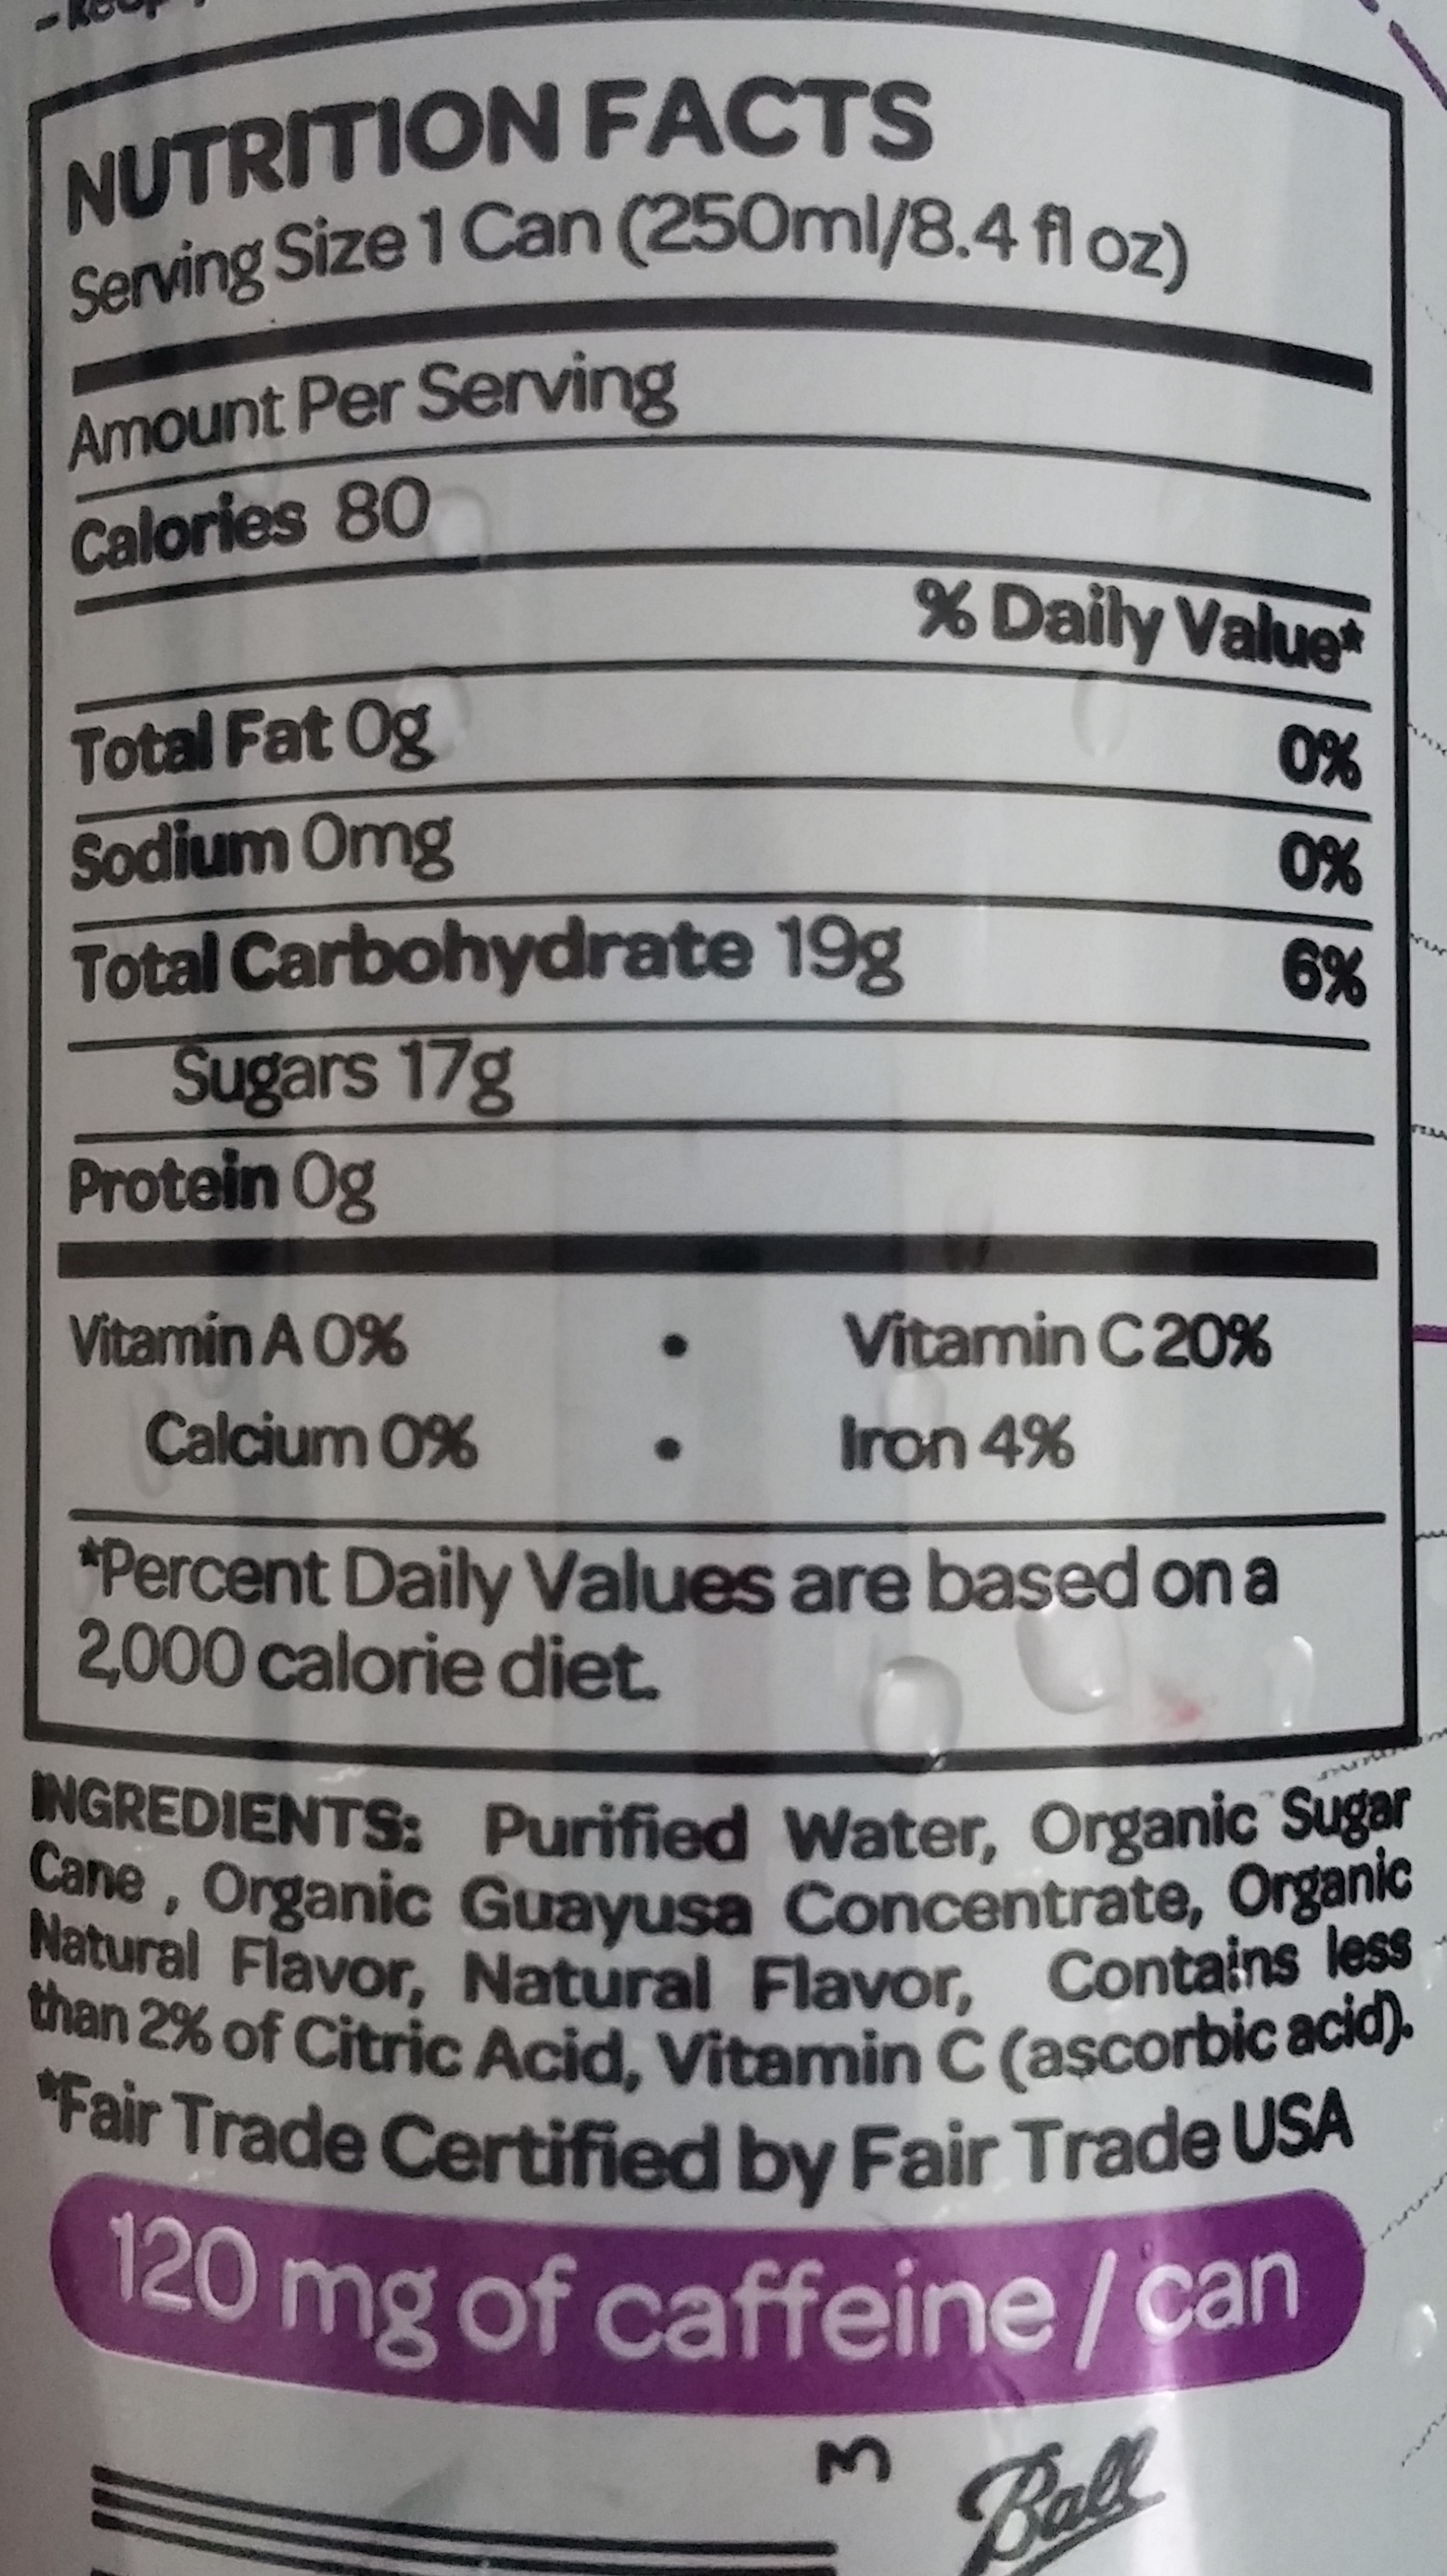 NUTRITION FACTS
Serving Size 1 Can (250ml/8.4 fl oz)
Amount Per Serving
Calories 80
% Daily Value*
Total Fat 0g 0%
Sodium 0mg 0%
Total Carbohydrate 19g 6%
Sugars 17g
Protein 0g
Vitamin A 0% • Vitamin C 20%
Calcium 0% • Iron 4%
*Percent Daily Values are based on a
2,000 calorie diet.
INGREDIENTS: Purified Water, Organic Sugar
Cane , Organic Guayusa Concentrate, Organic
Natural Flavor, Natural Flavor, Contains less
than 2% of Citric Acid, Vitamin C (ascorbic acid).
*Fair Trade Certified by Fair Trade USA
120 mg of caffeine / can
3
Ball